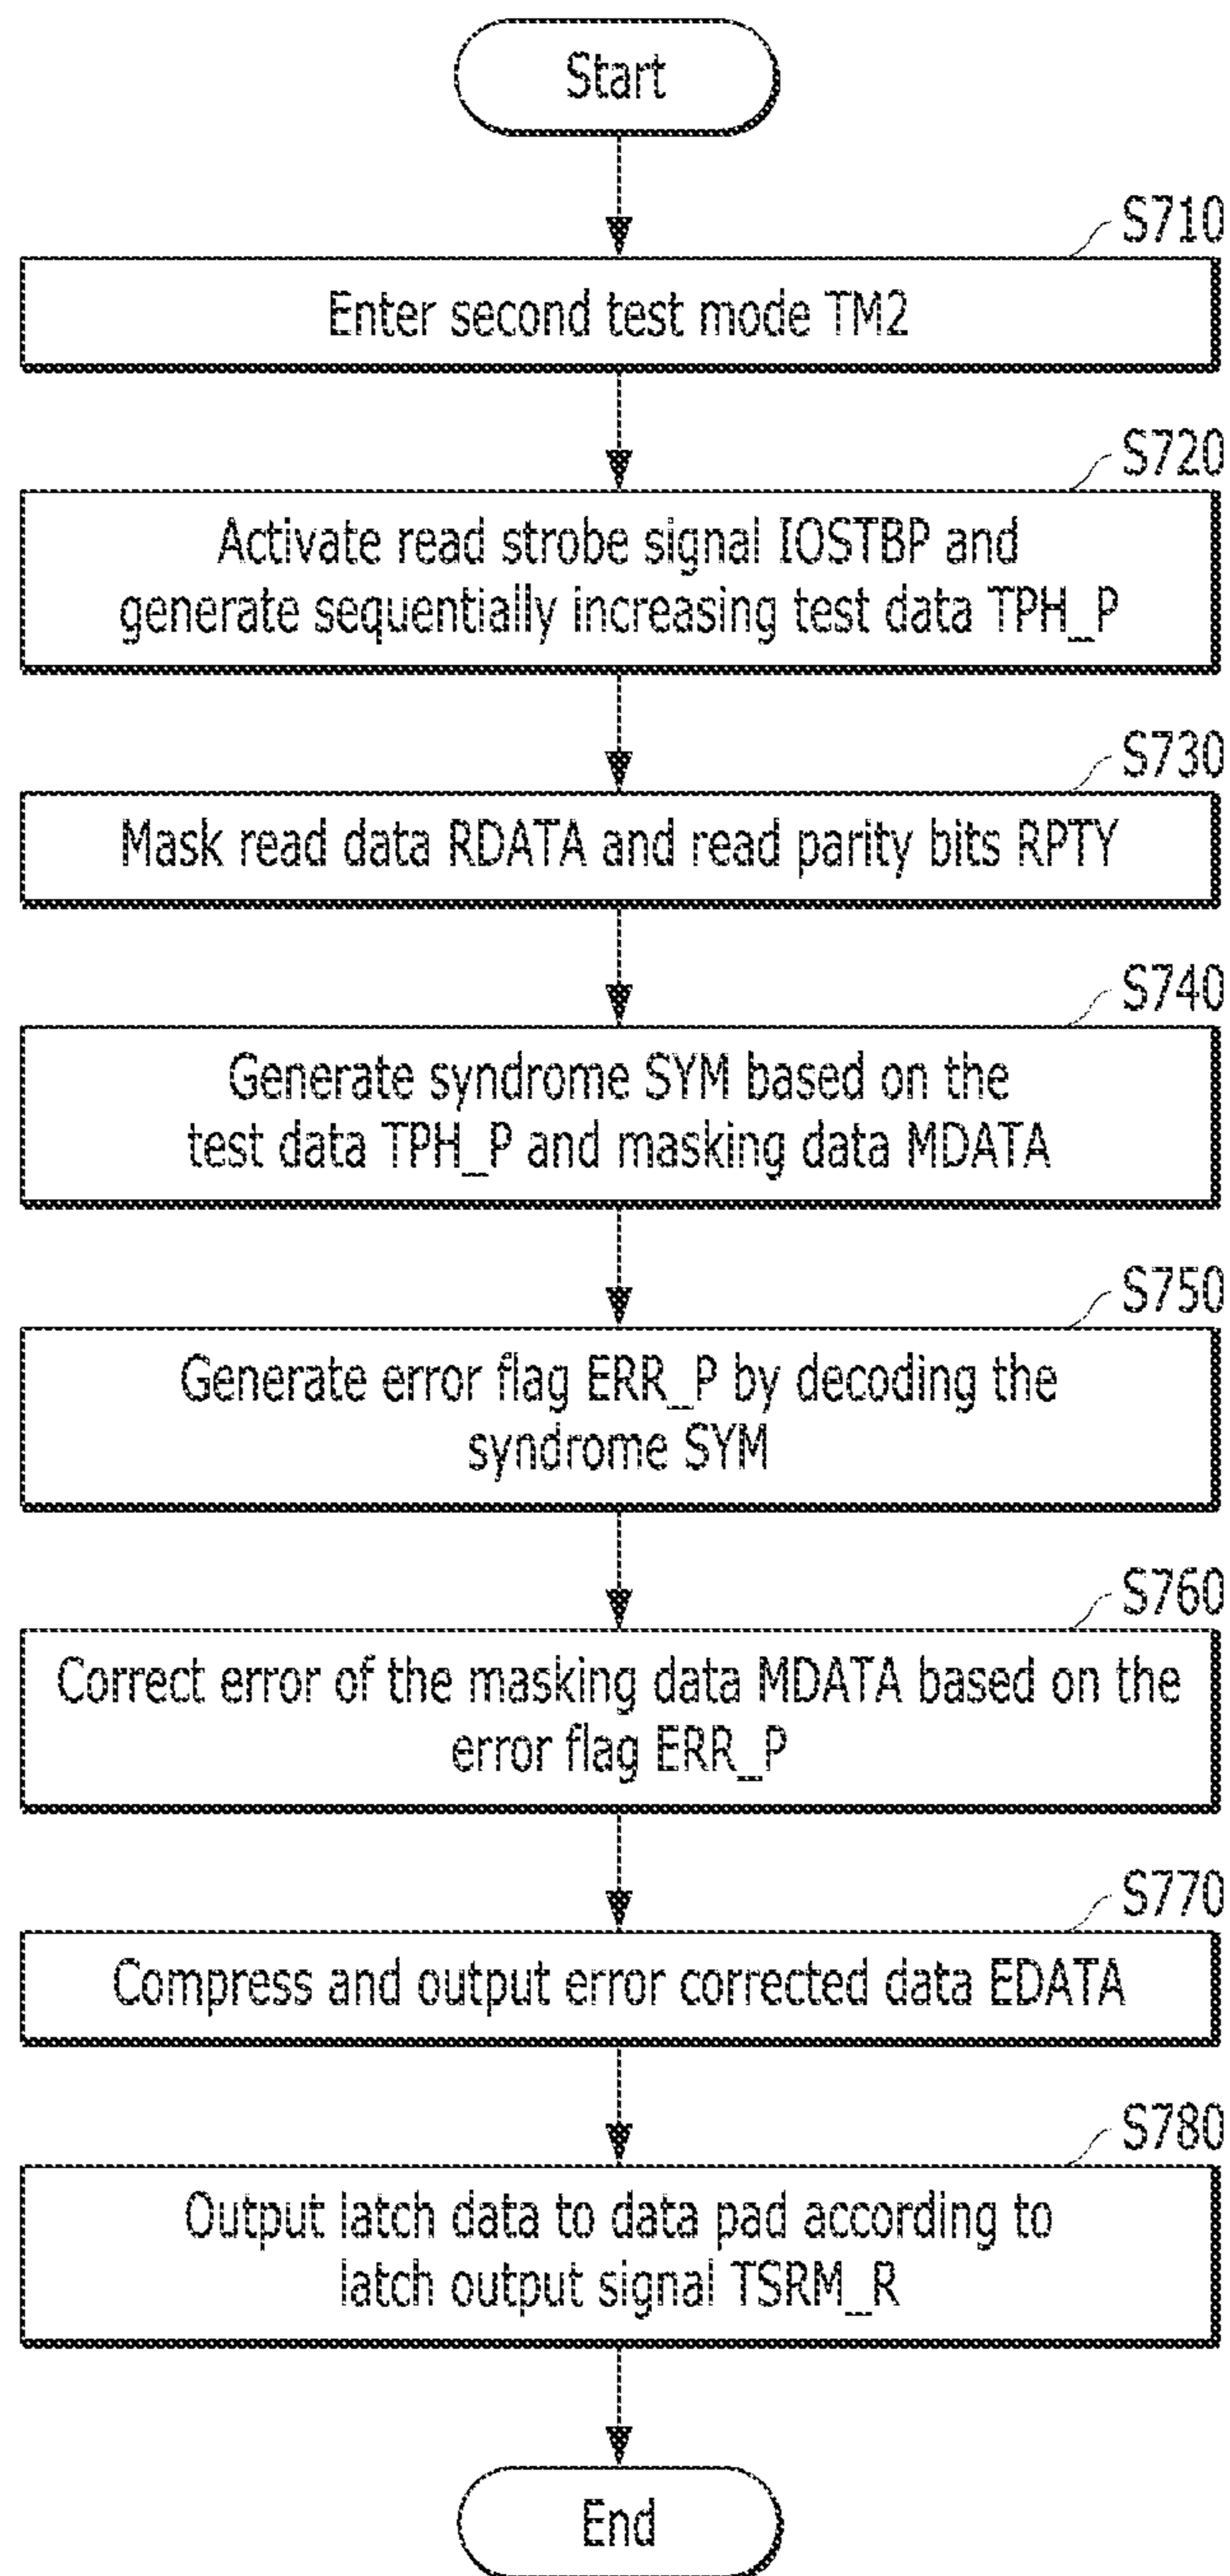 Start
S710
Enter second test mode TM2
S720
Activate read strobe signal IOSTBP and
generate sequentially increasing test data TPH_P
S730
Mask read data RDATA and read parity bits RPTY
S740
Generate syndrome SYM based on the
test data TPH_P and masking data MDATA
S750
Generate error flag ERR_P by decoding the
syndrome SYM
S760
Correct error of the masking data MDATA based on the
error flag ERR_P
S770
Compress and output error corrected data EDATA
S780
Output latch data to data pad according to
latch output signal TSRM_R
End